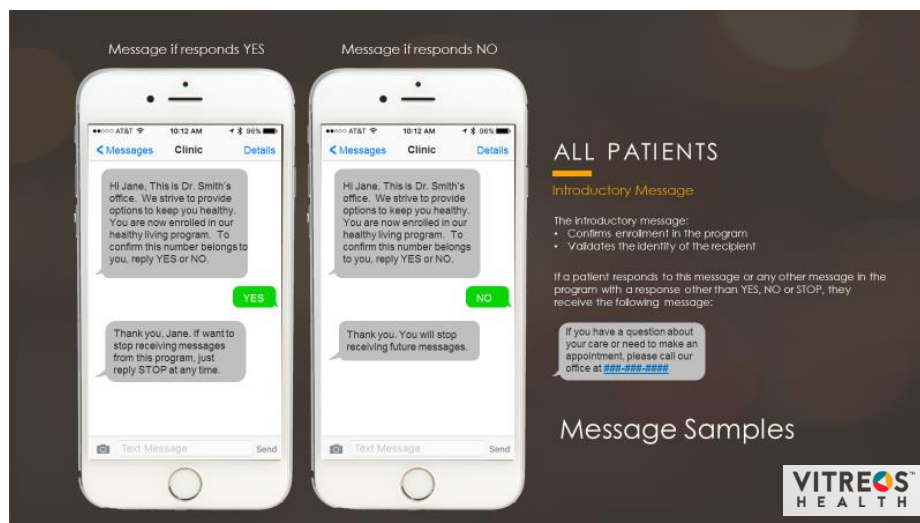 Message if responds YES
AT&T
10:12 AM
96%
Messages
Clinic
Details
Hi Jane, This is Dr. Smith's
office. We strive to provide
options to keep you healthy.
You are now enrolled in our
healthy living program. To
confirm this number belongs to
you, reply YES or NO.
YES
Thank you, Jane. If want to
stop receiving messages
from this program, just
reply STOP at any time.
Text Message
Send
Message if responds NO
AT&T
10:12 AM
96%
Messages
Clinic
Details
Hi Jane, This is Dr. Smith's
office. We strive to provide
options to keep you healthy.
You are now enrolled in our
healthy living program. To
confirm this number belongs
to you, reply YES or NO.
NO
Thank you. You will stop
receiving future messages.
Text Message
Send
ALL PATIENTS
Introductory Message
The introductory message:
• Confirms enrollment in the program
• Validates the identity of the recipient
If a patient responds to this message or any other message in the
program with a response other than YES, NO or STOP, they
receive the following message:
If you have a question about
your care or need to make an
appointment, please call our
office at ###-###-####
Message Samples
VITREOS™
HEALTH